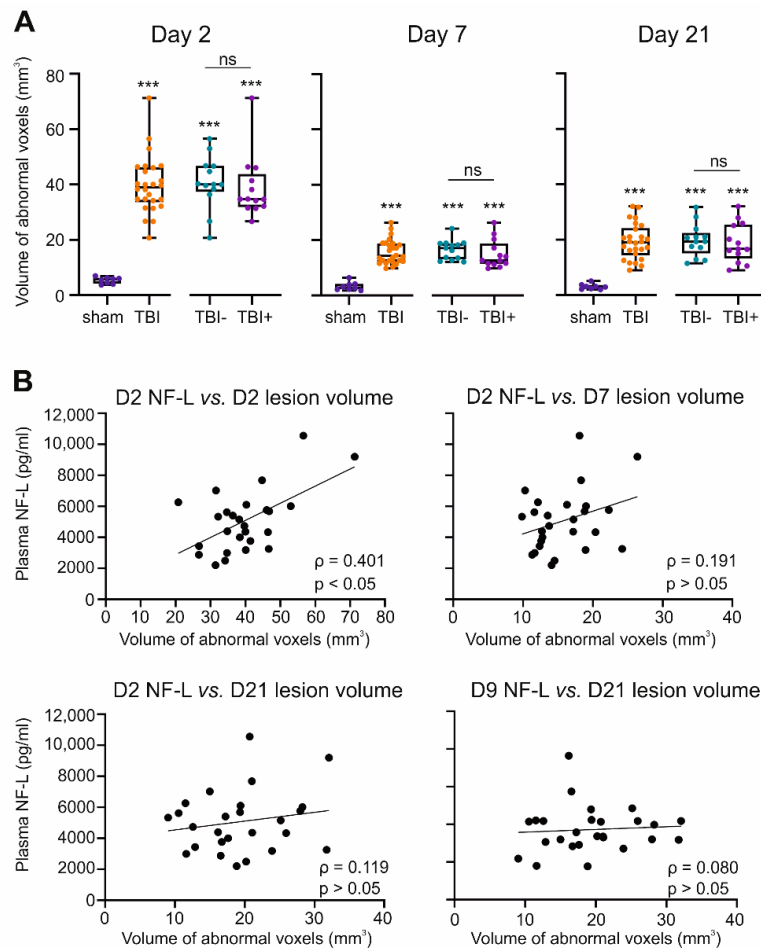 A
Day 2
Day 7
Day 21
Volume of abnormal voxels (mm³)
80
60
40
20
0
ns
*** *** ***
ns
*** *** ***
ns
*** *** ***
sham TBI TBI- TBI+
sham TBI TBI- TBI+
sham TBI TBI- TBI+
B
D2 NF-L vs. D2 lesion volume
Plasma NF-L (pg/ml)
12,000
10,000
8000
6000
4000
2000
0
ρ = 0.401
p < 0.05
0 10 20 30 40 50 60 70 80
Volume of abnormal voxels (mm³)
D2 NF-L vs. D7 lesion volume
ρ = 0.191
p > 0.05
0 10 20 30 40
Volume of abnormal voxels (mm³)
D2 NF-L vs. D21 lesion volume
Plasma NF-L (pg/ml)
12,000
10,000
8000
6000
4000
2000
0
ρ = 0.119
p > 0.05
0 10 20 30 40
Volume of abnormal voxels (mm³)
D9 NF-L vs. D21 lesion volume
ρ = 0.080
p > 0.05
0 10 20 30 40
Volume of abnormal voxels (mm³)